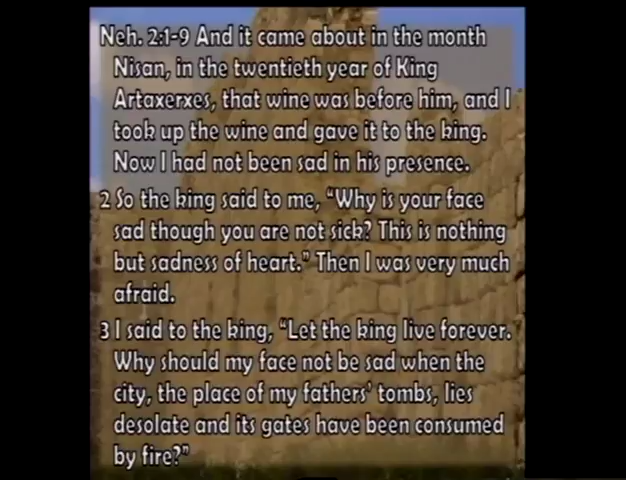 Neh. 2:1-9 And it came about in the month
Nisan, in the twentieth year of King
Artaxerxes, that wine was before him, and I
took up the wine and gave it to the king.
Now I had not been sad in his presence.
2 So the king said to me, “Why is your face
sad though you are not sick? This is nothing
but sadness of heart.” Then I was very much
afraid.
3 I said to the king, “Let the king live forever.
Why should my face not be sad when the
city, the place of my fathers’ tombs, lies
desolate and its gates have been consumed
by fire?”